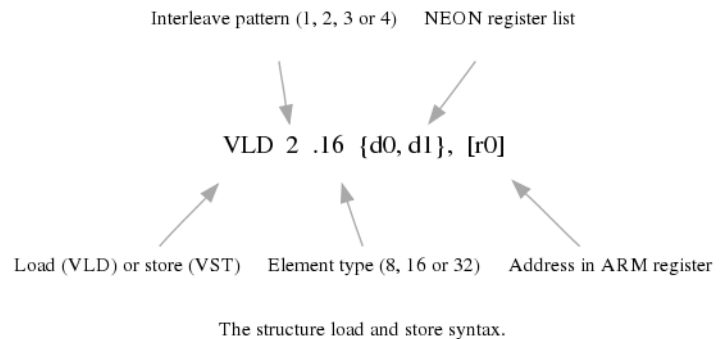 Interleave pattern (1, 2, 3 or 4) NEON register list
VLD 2 .16 {d0, d1}, [r0]
Load (VLD) or store (VST) Element type (8, 16 or 32) Address in ARM register
The structure load and store syntax.